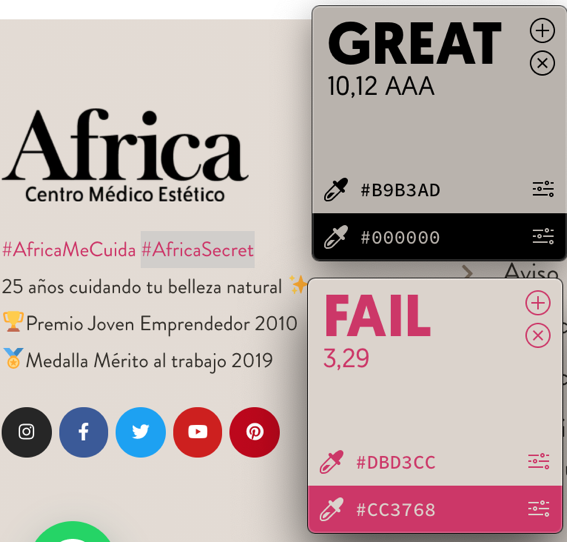 Africa
Centro Médico Estético
#AfricaMeCuida #AfricaSecret
25 años cuidando tu belleza natural ✨
🏆Premio Joven Emprendedor 2010
🏅Medalla Mérito al trabajo 2019
GREAT
10,12 AAA
#B9B3AD
#000000
Aviso
FAIL
3,29
#DBD3CC
#CC3768